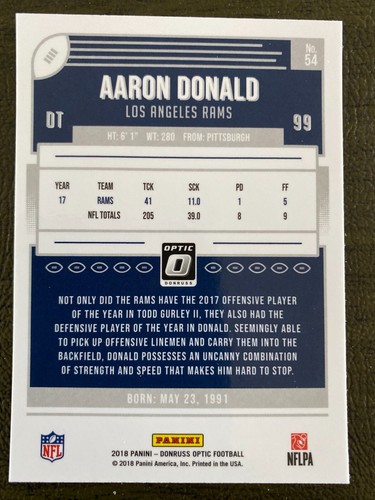 No.
54
AARON DONALD
LOS ANGELES RAMS
DT
99
HT: 6' 1" WT: 280 FROM: PITTSBURGH
YEAR TEAM TCK SCK PD FF
17 RAMS 41 11.0 1 5
NFL TOTALS 205 39.0 8 9
OPTIC
DONRUSS
NOT ONLY DID THE RAMS HAVE THE 2017 OFFENSIVE PLAYER
OF THE YEAR IN TODD GURLEY II, THEY ALSO HAD THE
DEFENSIVE PLAYER OF THE YEAR IN DONALD. SEEMINGLY ABLE
TO PICK UP OFFENSIVE LINEMEN AND CARRY THEM INTO THE
BACKFIELD, DONALD POSSESSES AN UNCANNY COMBINATION
OF STRENGTH AND SPEED THAT MAKES HIM HARD TO STOP.
BORN: MAY 23, 1991
NFL
PANINI
NFLPA
2018 PANINI – DONRUSS OPTIC FOOTBALL
© 2018 Panini America, Inc. Printed in the USA.